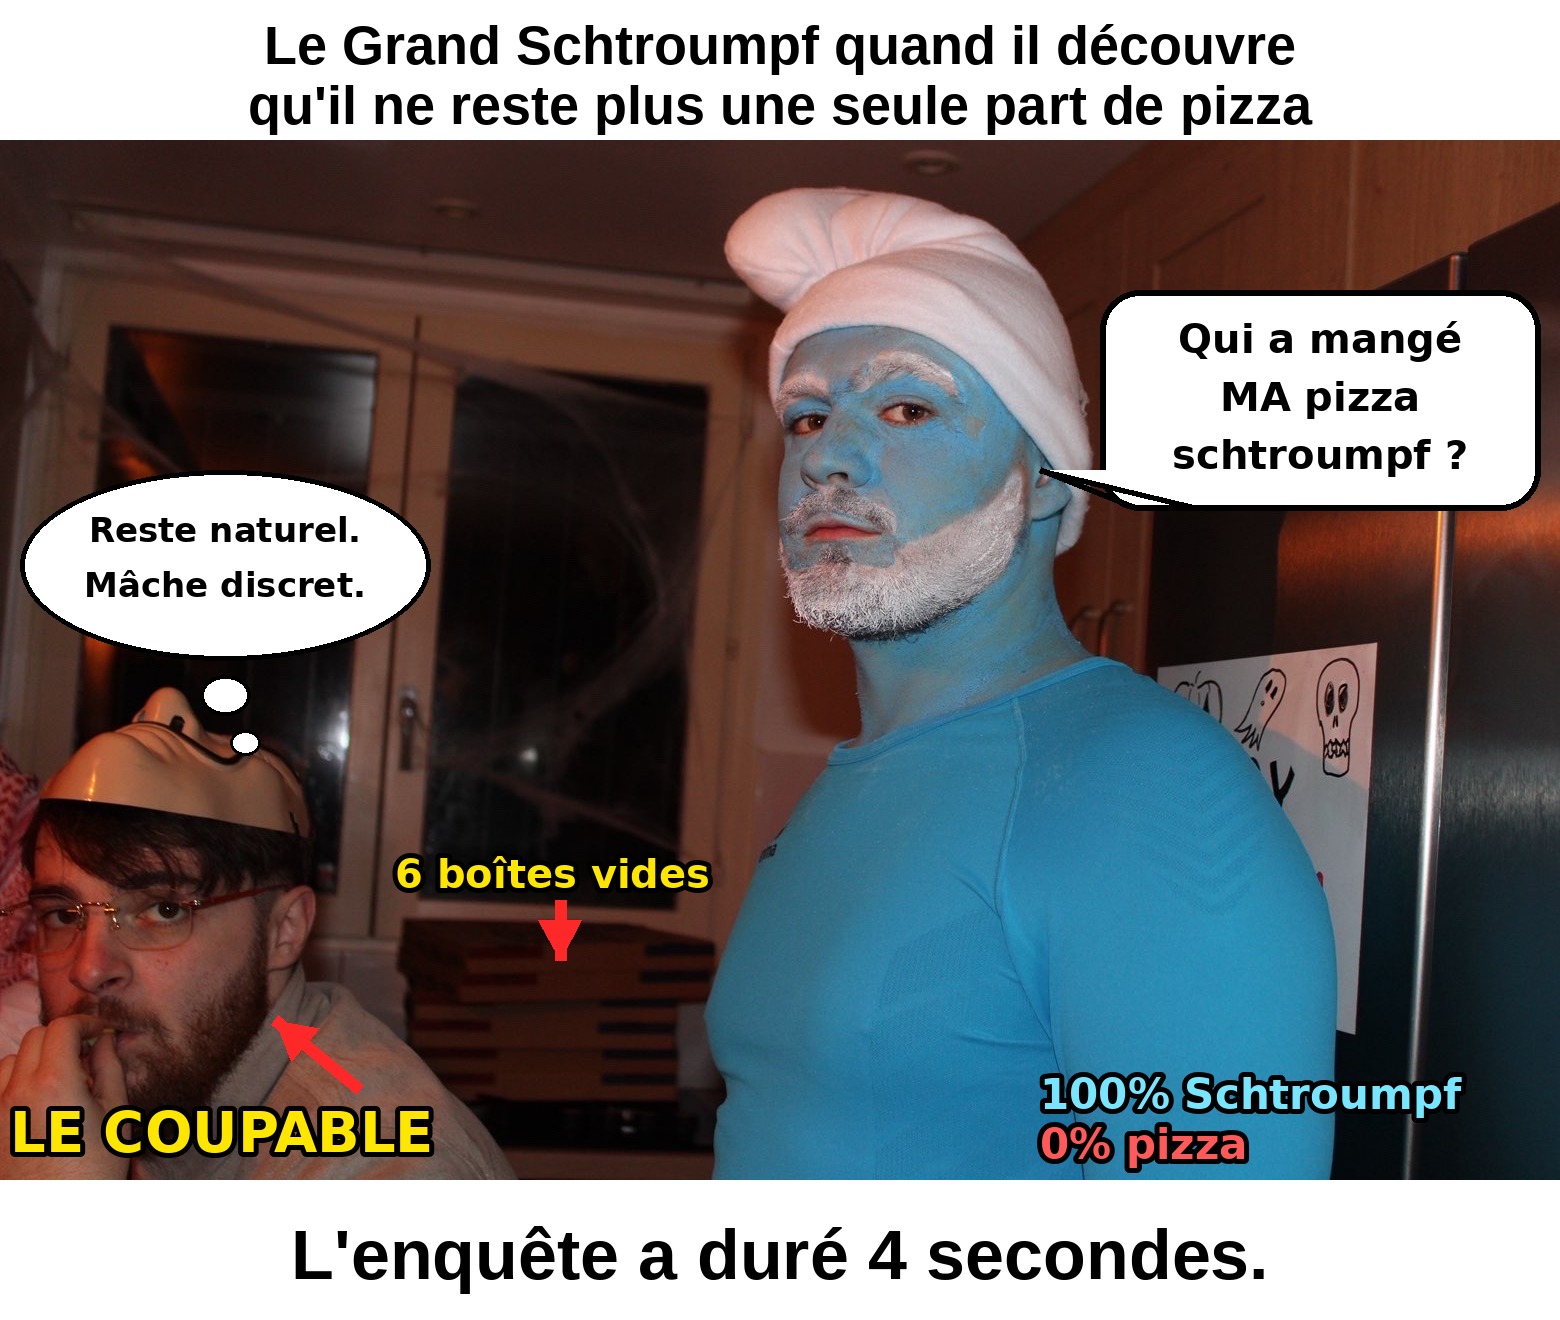 Le Grand Schtroumpf quand il découvre
qu'il ne reste plus une seule part de pizza
Qui a mangé
MA pizza
schtroumpf ?
Reste naturel.
Mâche discret.
6 boîtes vides
LE COUPABLE
100% Schtroumpf
0% pizza
L'enquête a duré 4 secondes.